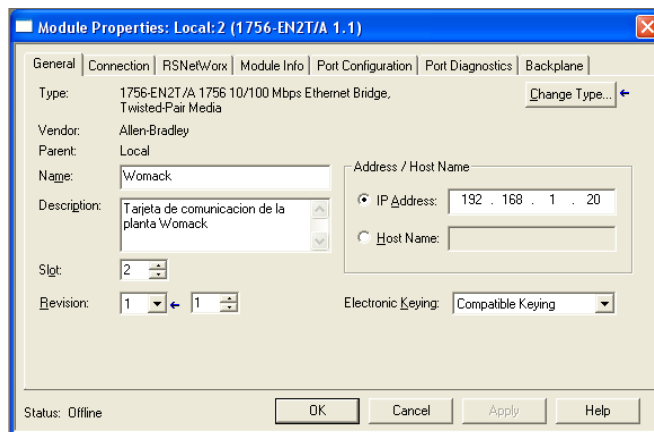 Module Properties: Local:2 (1756-EN2T/A 1.1)
General Connection RSNetWorx Module Info Port Configuration Port Diagnostics Backplane
Type: 1756-EN2T/A 1756 10/100 Mbps Ethernet Bridge,
Twisted-Pair Media
Change Type...
Vendor: Allen-Bradley
Parent: Local
Name: Womack
Description: Tarjeta de comunicacion de la
planta Womack
Address / Host Name
IP Address: 192 . 168 . 1 . 20
Host Name:
Slot: 2
Revision: 1 1
Electronic Keying: Compatible Keying
Status: Offline
OK Cancel Apply Help